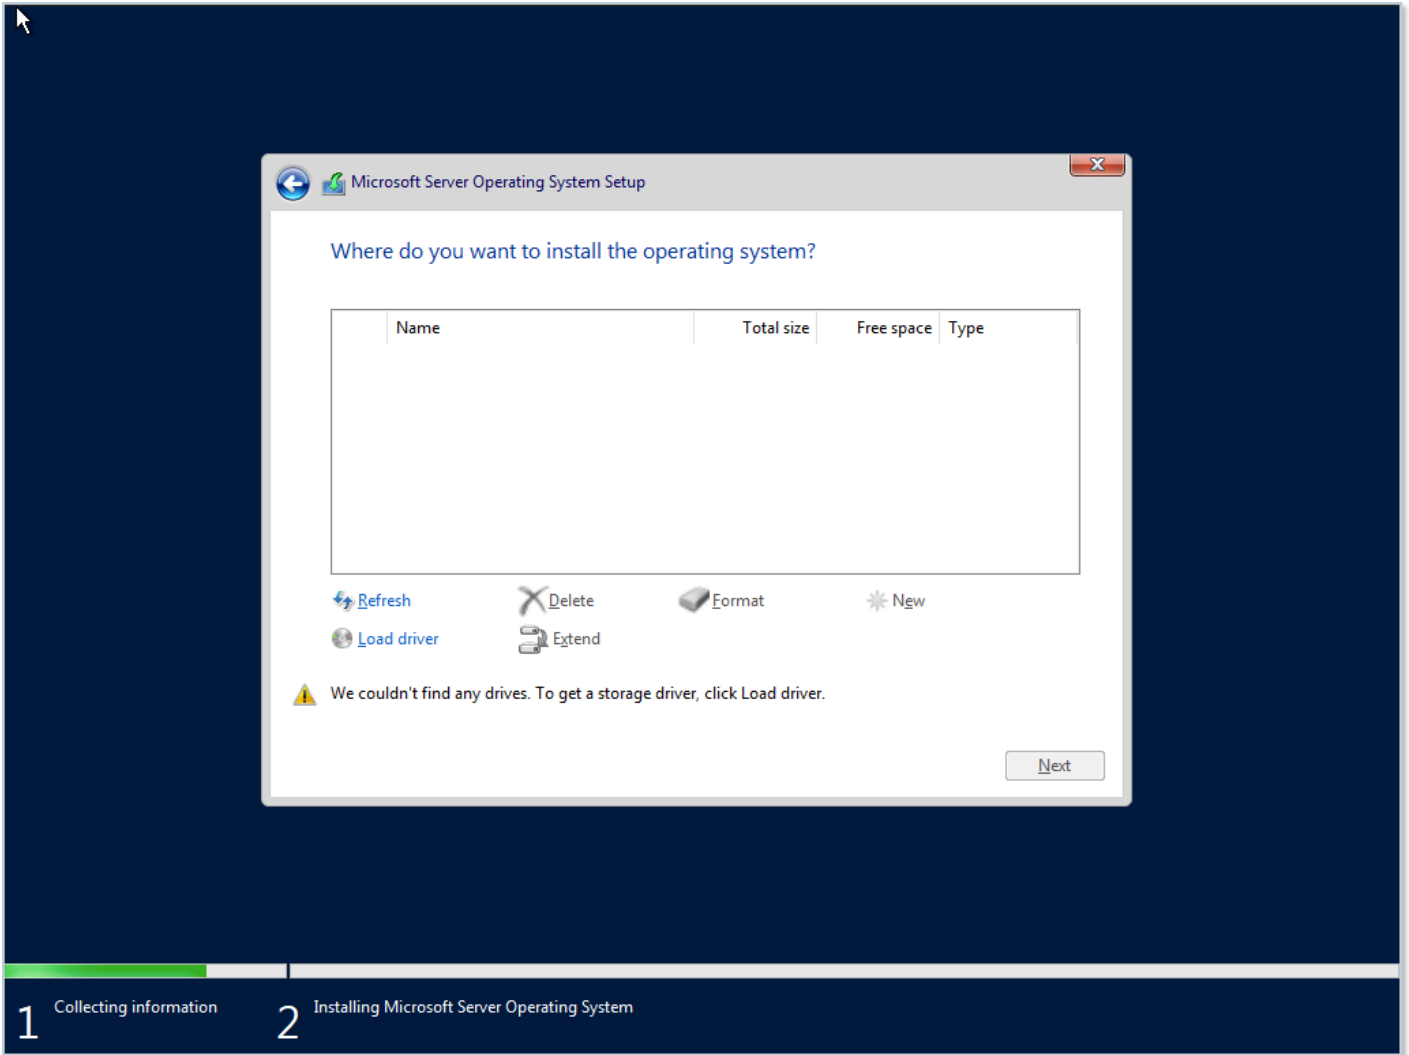 Microsoft Server Operating System Setup
X
Where do you want to install the operating system?
Name Total size Free space Type
Refresh Delete Format New
Load driver Extend
We couldn't find any drives. To get a storage driver, click Load driver.
Next
1 Collecting information 2 Installing Microsoft Server Operating System